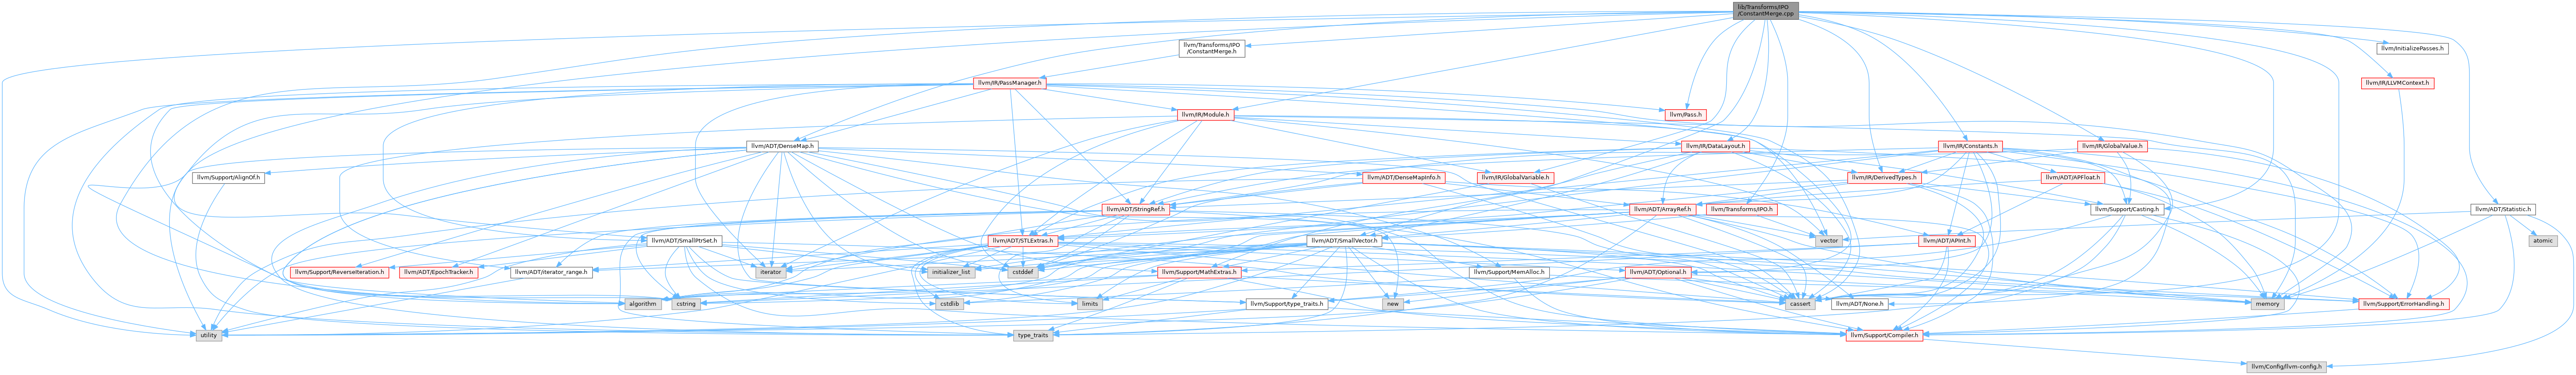 lib/Transforms/IPO
/ConstantMerge.cpp
llvm/Transforms/IPO
/ConstantMerge.h
llvm/InitializePasses.h
llvm/IR/PassManager.h
llvm/IR/LLVMContext.h
llvm/IR/Module.h
llvm/Pass.h
llvm/ADT/DenseMap.h
llvm/IR/DataLayout.h
llvm/IR/Constants.h
llvm/IR/GlobalValue.h
llvm/Support/AlignOf.h
llvm/ADT/DenseMapInfo.h
llvm/IR/GlobalVariable.h
llvm/IR/DerivedTypes.h
llvm/ADT/APFloat.h
llvm/ADT/StringRef.h
llvm/ADT/ArrayRef.h
llvm/Transforms/IPO.h
llvm/Support/Casting.h
llvm/ADT/Statistic.h
llvm/ADT/SmallPtrSet.h
llvm/ADT/STLExtras.h
llvm/ADT/SmallVector.h
vector
llvm/ADT/APInt.h
atomic
llvm/Support/ReverseIteration.h
llvm/ADT/EpochTracker.h
llvm/ADT/iterator_range.h
iterator
initializer_list
cstddef
llvm/Support/MathExtras.h
llvm/Support/MemAlloc.h
llvm/ADT/Optional.h
algorithm
cstring
cstdlib
limits
llvm/Support/type_traits.h
new
cassert
llvm/ADT/None.h
memory
llvm/Support/ErrorHandling.h
utility
type_traits
llvm/Support/Compiler.h
llvm/Config/llvm-config.h